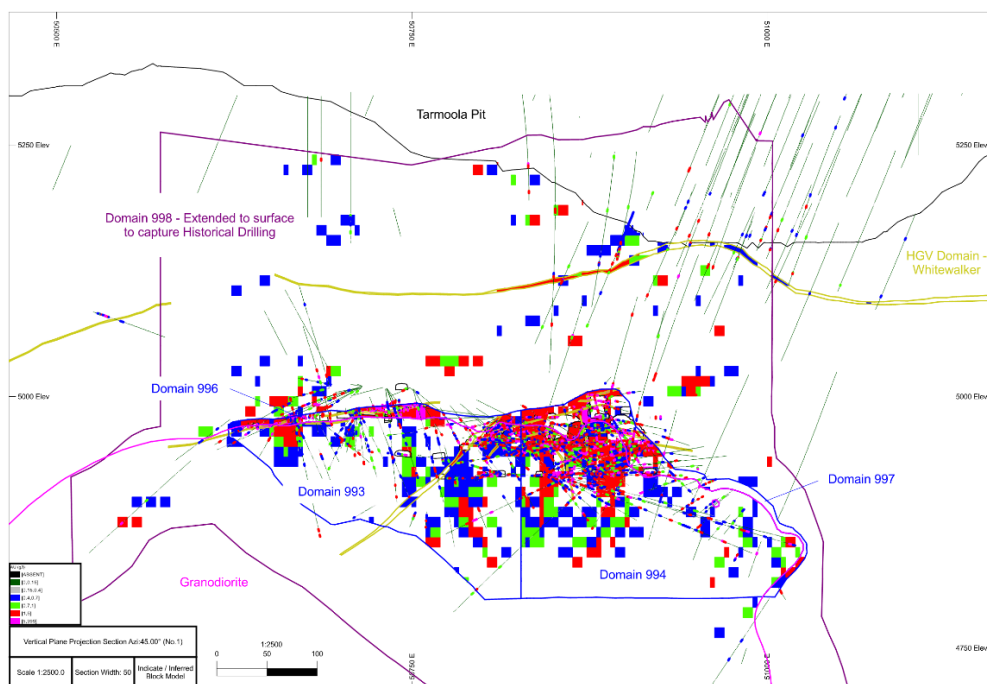 50500 E
50750 E
51000 E
Tarmoola Pit
5250 Elev
5250 Elev
Domain 998 - Extended to surface
to capture Historical Drilling
HGV Domain -
Whitewalker
Domain 996
5000 Elev
5000 Elev
Domain 993
Domain 997
Domain 994
Granodiorite
[ABSENT]
Vertical Plane Projection Section Azi:45.00° (No.1)
Scale 1:2500.0
Section Width: 50
Indicate / Inferred
Block Model
1:2500
0
50
100
50750 E
51000 E
4750 Elev